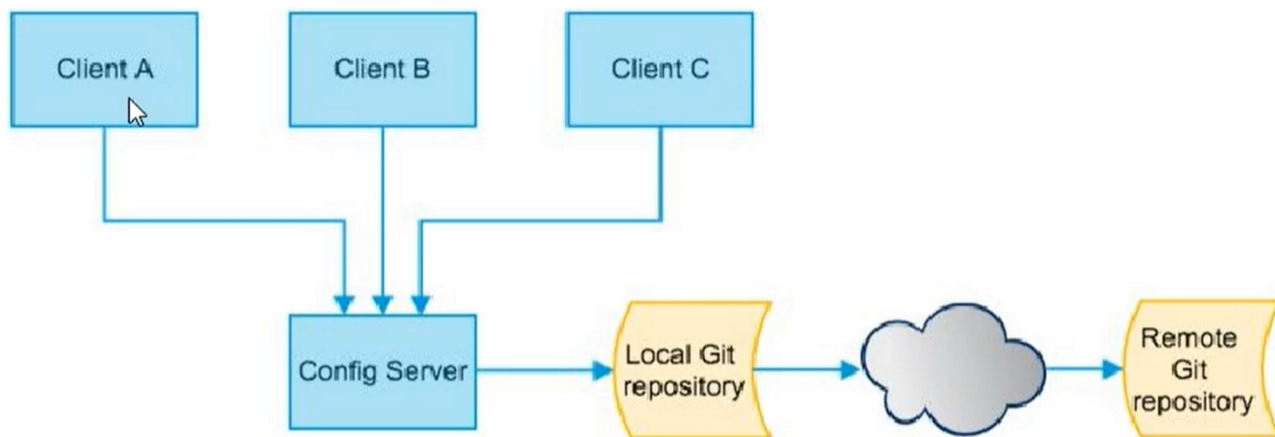 Client A
Client B
Client C
Config Server
Local Git
repository
Remote
Git
repository